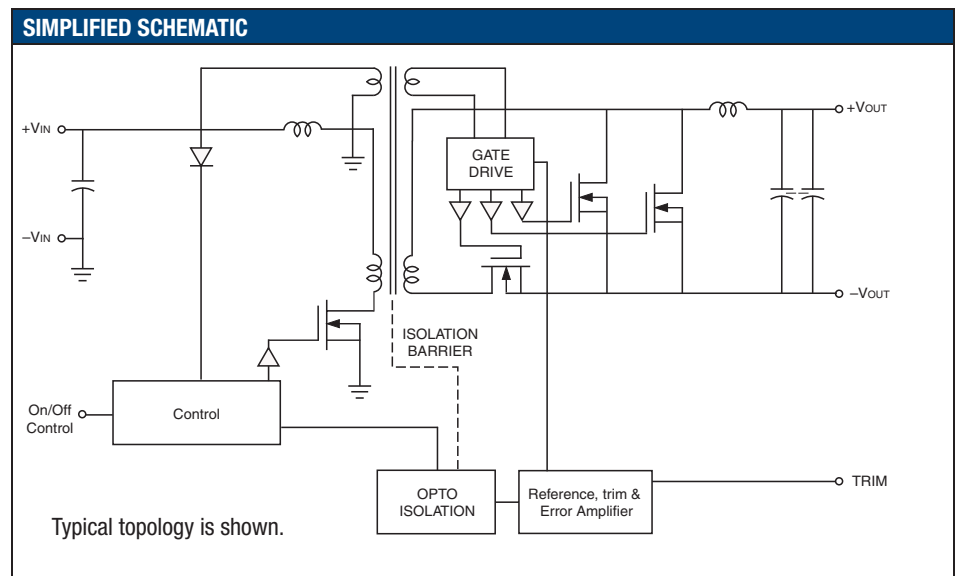 SIMPLIFIED SCHEMATIC
+VIN
+VOUT
GATE
DRIVE
–VIN
–VOUT
ISOLATION
BARRIER
On/Off
Control
Control
OPTO
ISOLATION
Reference, trim &
Error Amplifier
TRIM
Typical topology is shown.